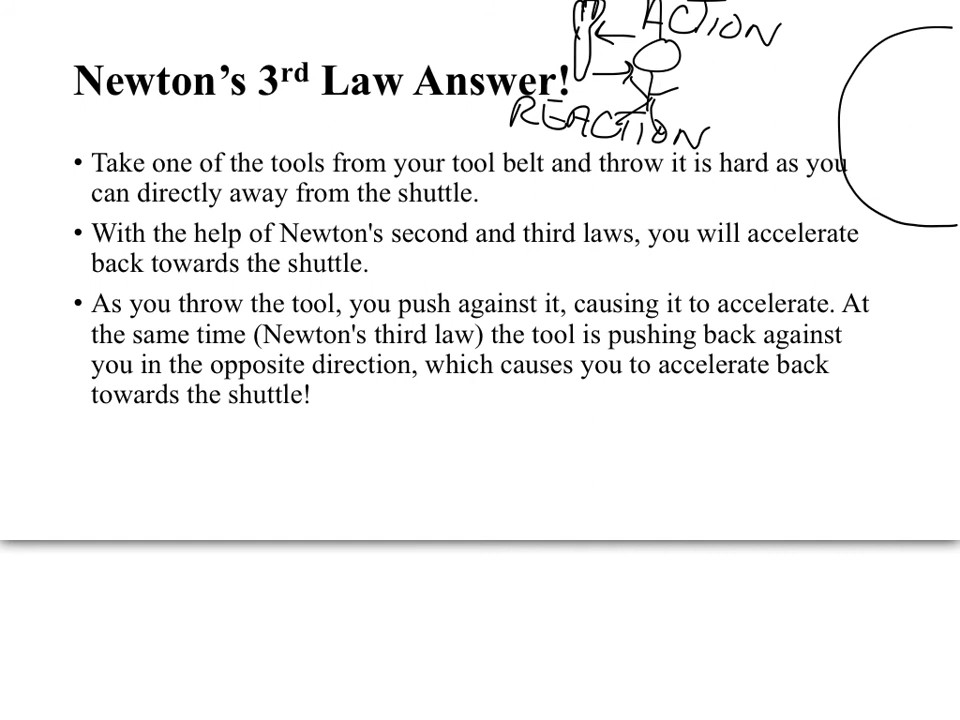 ACTION
Newton’s 3rd Law Answer!
REACTION
• Take one of the tools from your tool belt and throw it is hard as you
can directly away from the shuttle.
• With the help of Newton's second and third laws, you will accelerate
back towards the shuttle.
• As you throw the tool, you push against it, causing it to accelerate. At
the same time (Newton's third law) the tool is pushing back against
you in the opposite direction, which causes you to accelerate back
towards the shuttle!